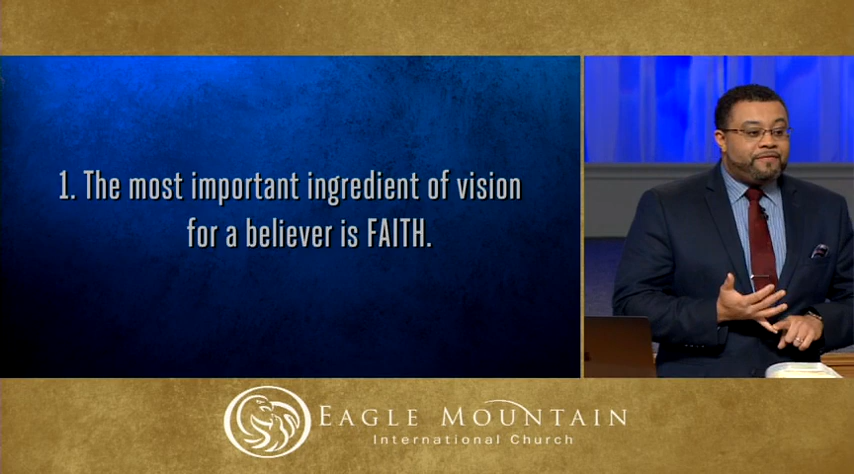 1. The most important ingredient of vision
for a believer is FAITH.
EAGLE MOUNTAIN
International Church